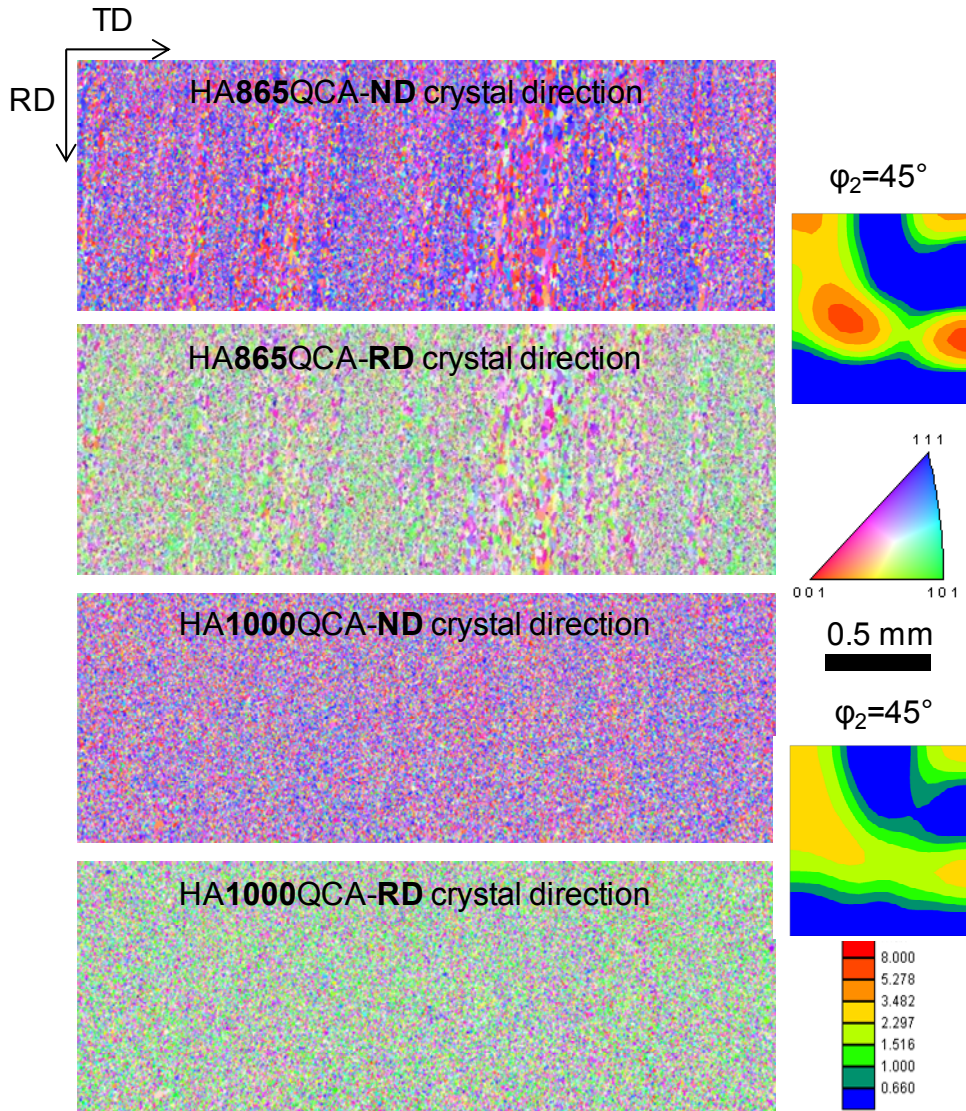 TD
RD
HA865QCA-ND crystal direction
φ₂=45°
HA865QCA-RD crystal direction
111
001 101
HA1000QCA-ND crystal direction
0.5 mm
φ₂=45°
HA1000QCA-RD crystal direction
8.000
5.278
3.482
2.297
1.516
1.000
0.660